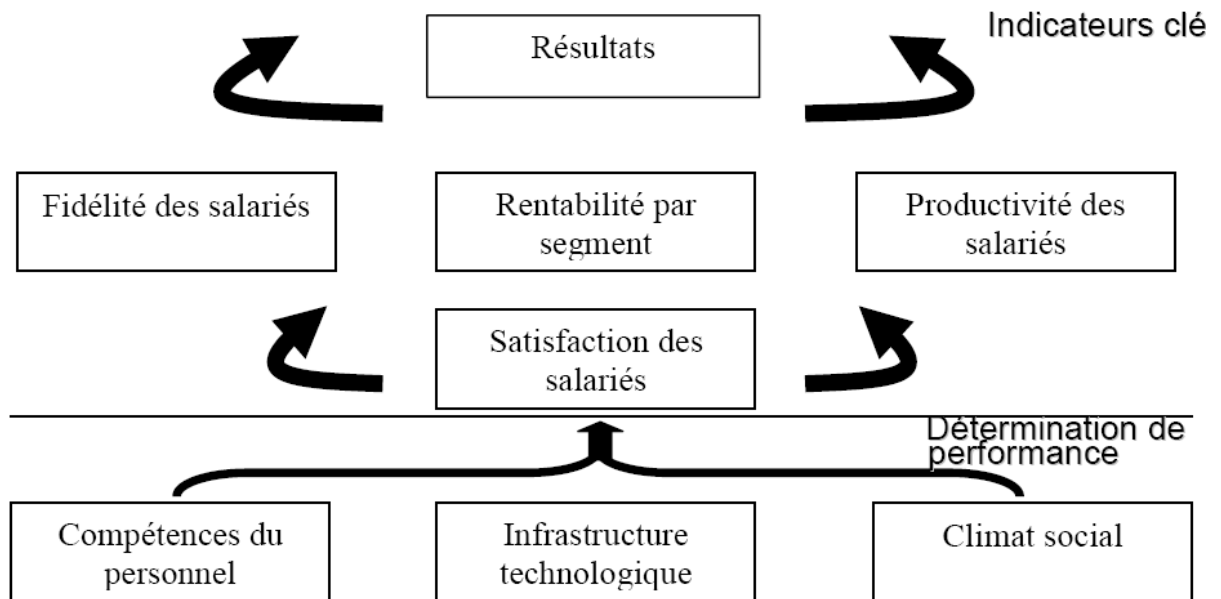 Indicateurs clé
Résultats
Fidélité des salariés
Rentabilité par
segment
Productivité des
salariés
Satisfaction des
salariés
Détermination de
performance
Compétences du
personnel
Infrastructure
technologique
Climat social